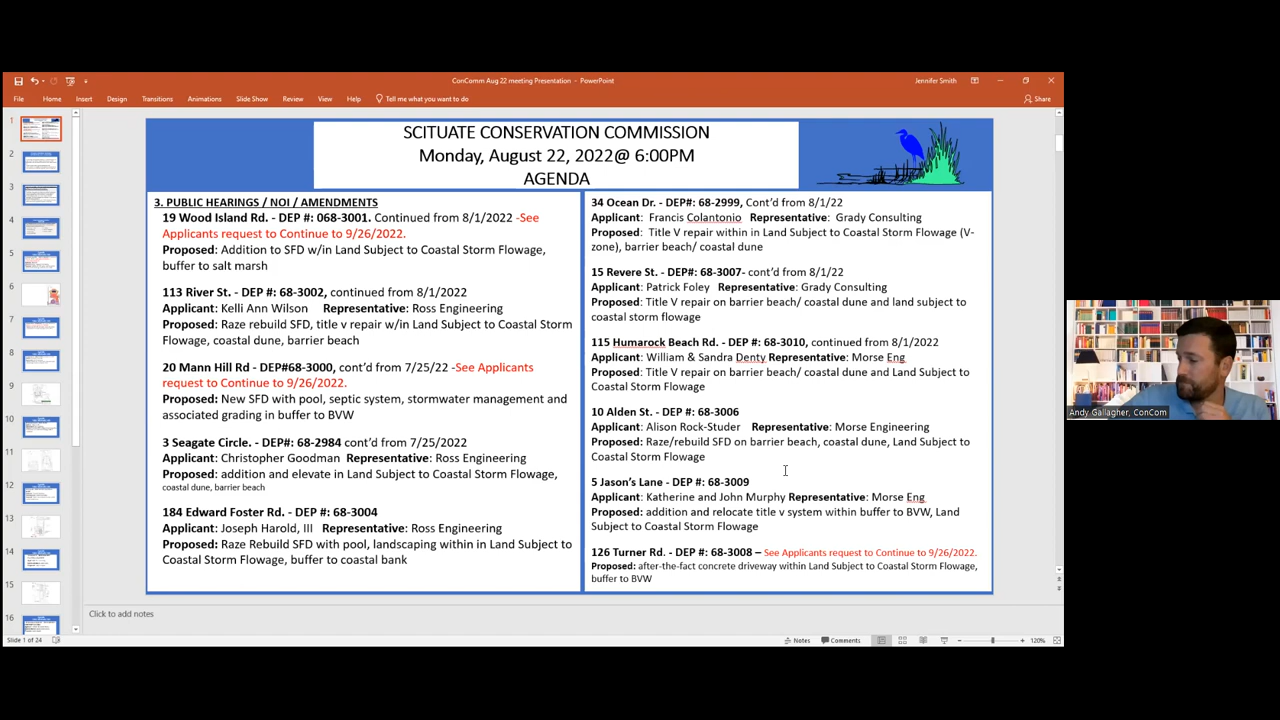 ConComm Aug 22 meeting Presentation - PowerPoint
Jennifer Smith
File Home Insert Design Transitions Animations Slide Show Review View Help Tell me what you want to do
Share
SCITUATE CONSERVATION COMMISSION
Monday, August 22, 2022@ 6:00PM
AGENDA
3. PUBLIC HEARINGS / NOI / AMENDMENTS
19 Wood Island Rd. - DEP #: 068-3001. Continued from 8/1/2022 -See
Applicants request to Continue to 9/26/2022.
Proposed: Addition to SFD w/in Land Subject to Coastal Storm Flowage,
buffer to salt marsh
113 River St. - DEP #: 68-3002, continued from 8/1/2022
Applicant: Kelli Ann Wilson Representative: Ross Engineering
Proposed: Raze rebuild SFD, title v repair w/in Land Subject to Coastal Storm
Flowage, coastal dune, barrier beach
20 Mann Hill Rd - DEP#68-3000, cont’d from 7/25/22 -See Applicants
request to Continue to 9/26/2022.
Proposed: New SFD with pool, septic system, stormwater management and
associated grading in buffer to BVW
3 Seagate Circle. - DEP#: 68-2984 cont’d from 7/25/2022
Applicant: Christopher Goodman Representative: Ross Engineering
Proposed: addition and elevate in Land Subject to Coastal Storm Flowage,
coastal dune, barrier beach
184 Edward Foster Rd. - DEP #: 68-3004
Applicant: Joseph Harold, III Representative: Ross Engineering
Proposed: Raze Rebuild SFD with pool, landscaping within in Land Subject to
Coastal Storm Flowage, buffer to coastal bank
34 Ocean Dr. - DEP#: 68-2999, Cont’d from 8/1/22
Applicant: Francis Colantonio Representative: Grady Consulting
Proposed: Title V repair within in Land Subject to Coastal Storm Flowage (V-
zone), barrier beach/ coastal dune
15 Revere St. - DEP#: 68-3007- cont’d from 8/1/22
Applicant: Patrick Foley Representative: Grady Consulting
Proposed: Title V repair on barrier beach/ coastal dune and land subject to
coastal storm flowage
115 Humarock Beach Rd. - DEP #: 68-3010, continued from 8/1/2022
Applicant: William & Sandra Denty Representative: Morse Eng
Proposed: Title V repair on barrier beach/ coastal dune and Land Subject to
Coastal Storm Flowage
10 Alden St. - DEP #: 68-3006
Applicant: Alison Rock-Studer Representative: Morse Engineering
Proposed: Raze/rebuild SFD on barrier beach, coastal dune, Land Subject to
Coastal Storm Flowage
5 Jason’s Lane - DEP #: 68-3009
Applicant: Katherine and John Murphy Representative: Morse Eng
Proposed: addition and relocate title v system within buffer to BVW, Land
Subject to Coastal Storm Flowage
126 Turner Rd. - DEP #: 68-3008 – See Applicants request to Continue to 9/26/2022.
Proposed: after-the-fact concrete driveway within Land Subject to Coastal Storm Flowage,
buffer to BVW
1
2
3
4
5
6
7
8
9
10
11
12
13
14
15
16
Andy Gallagher, ConCom
Click to add notes
Slide 1 of 24
Notes Comments 120%